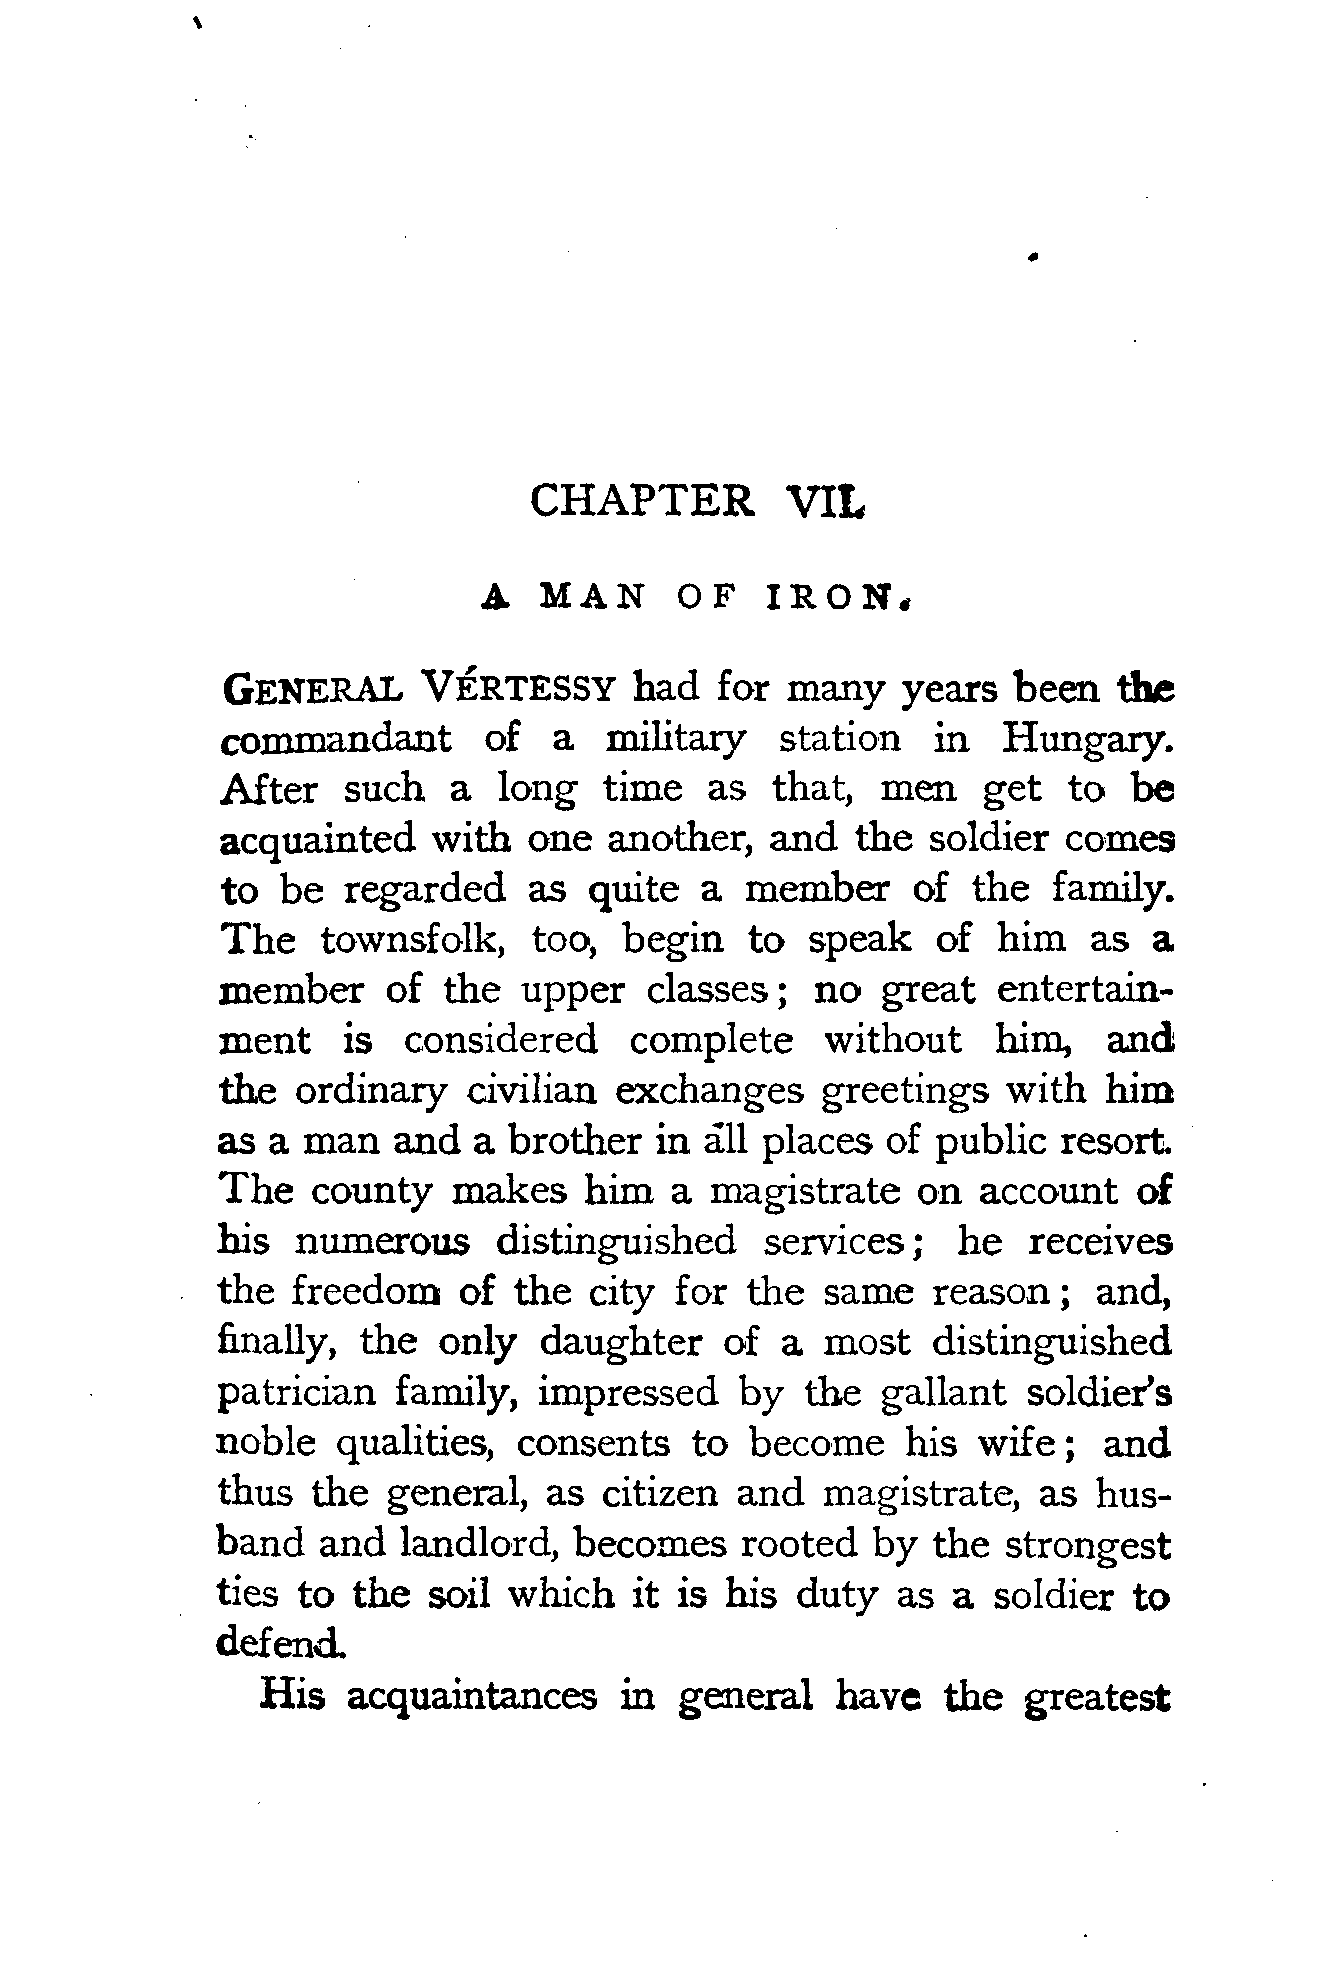 CHAPTER VII.
A MAN OF IRON.
GENERAL VÉRTESSY had for many years been the
commandant of a military station in Hungary.
After such a long time as that, men get to be
acquainted with one another, and the soldier comes
to be regarded as quite a member of the family.
The townsfolk, too, begin to speak of him as a
member of the upper classes; no great entertain-
ment is considered complete without him, and
the ordinary civilian exchanges greetings with him
as a man and a brother in all places of public resort.
The county makes him a magistrate on account of
his numerous distinguished services; he receives
the freedom of the city for the same reason; and,
finally, the only daughter of a most distinguished
patrician family, impressed by the gallant soldier's
noble qualities, consents to become his wife; and
thus the general, as citizen and magistrate, as hus-
band and landlord, becomes rooted by the strongest
ties to the soil which it is his duty as a soldier to
defend.
His acquaintances in general have the greatest